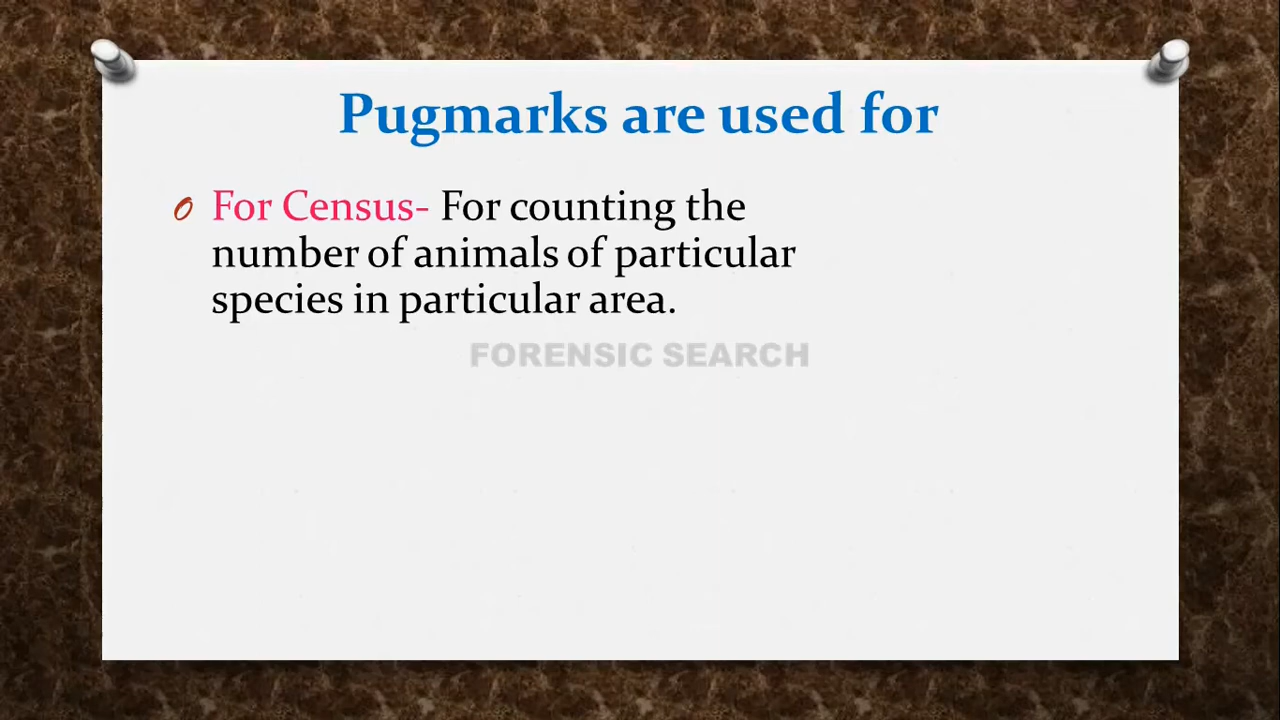 Pugmarks are used for
For Census- For counting the
number of animals of particular
species in particular area.
FORENSIC SEARCH